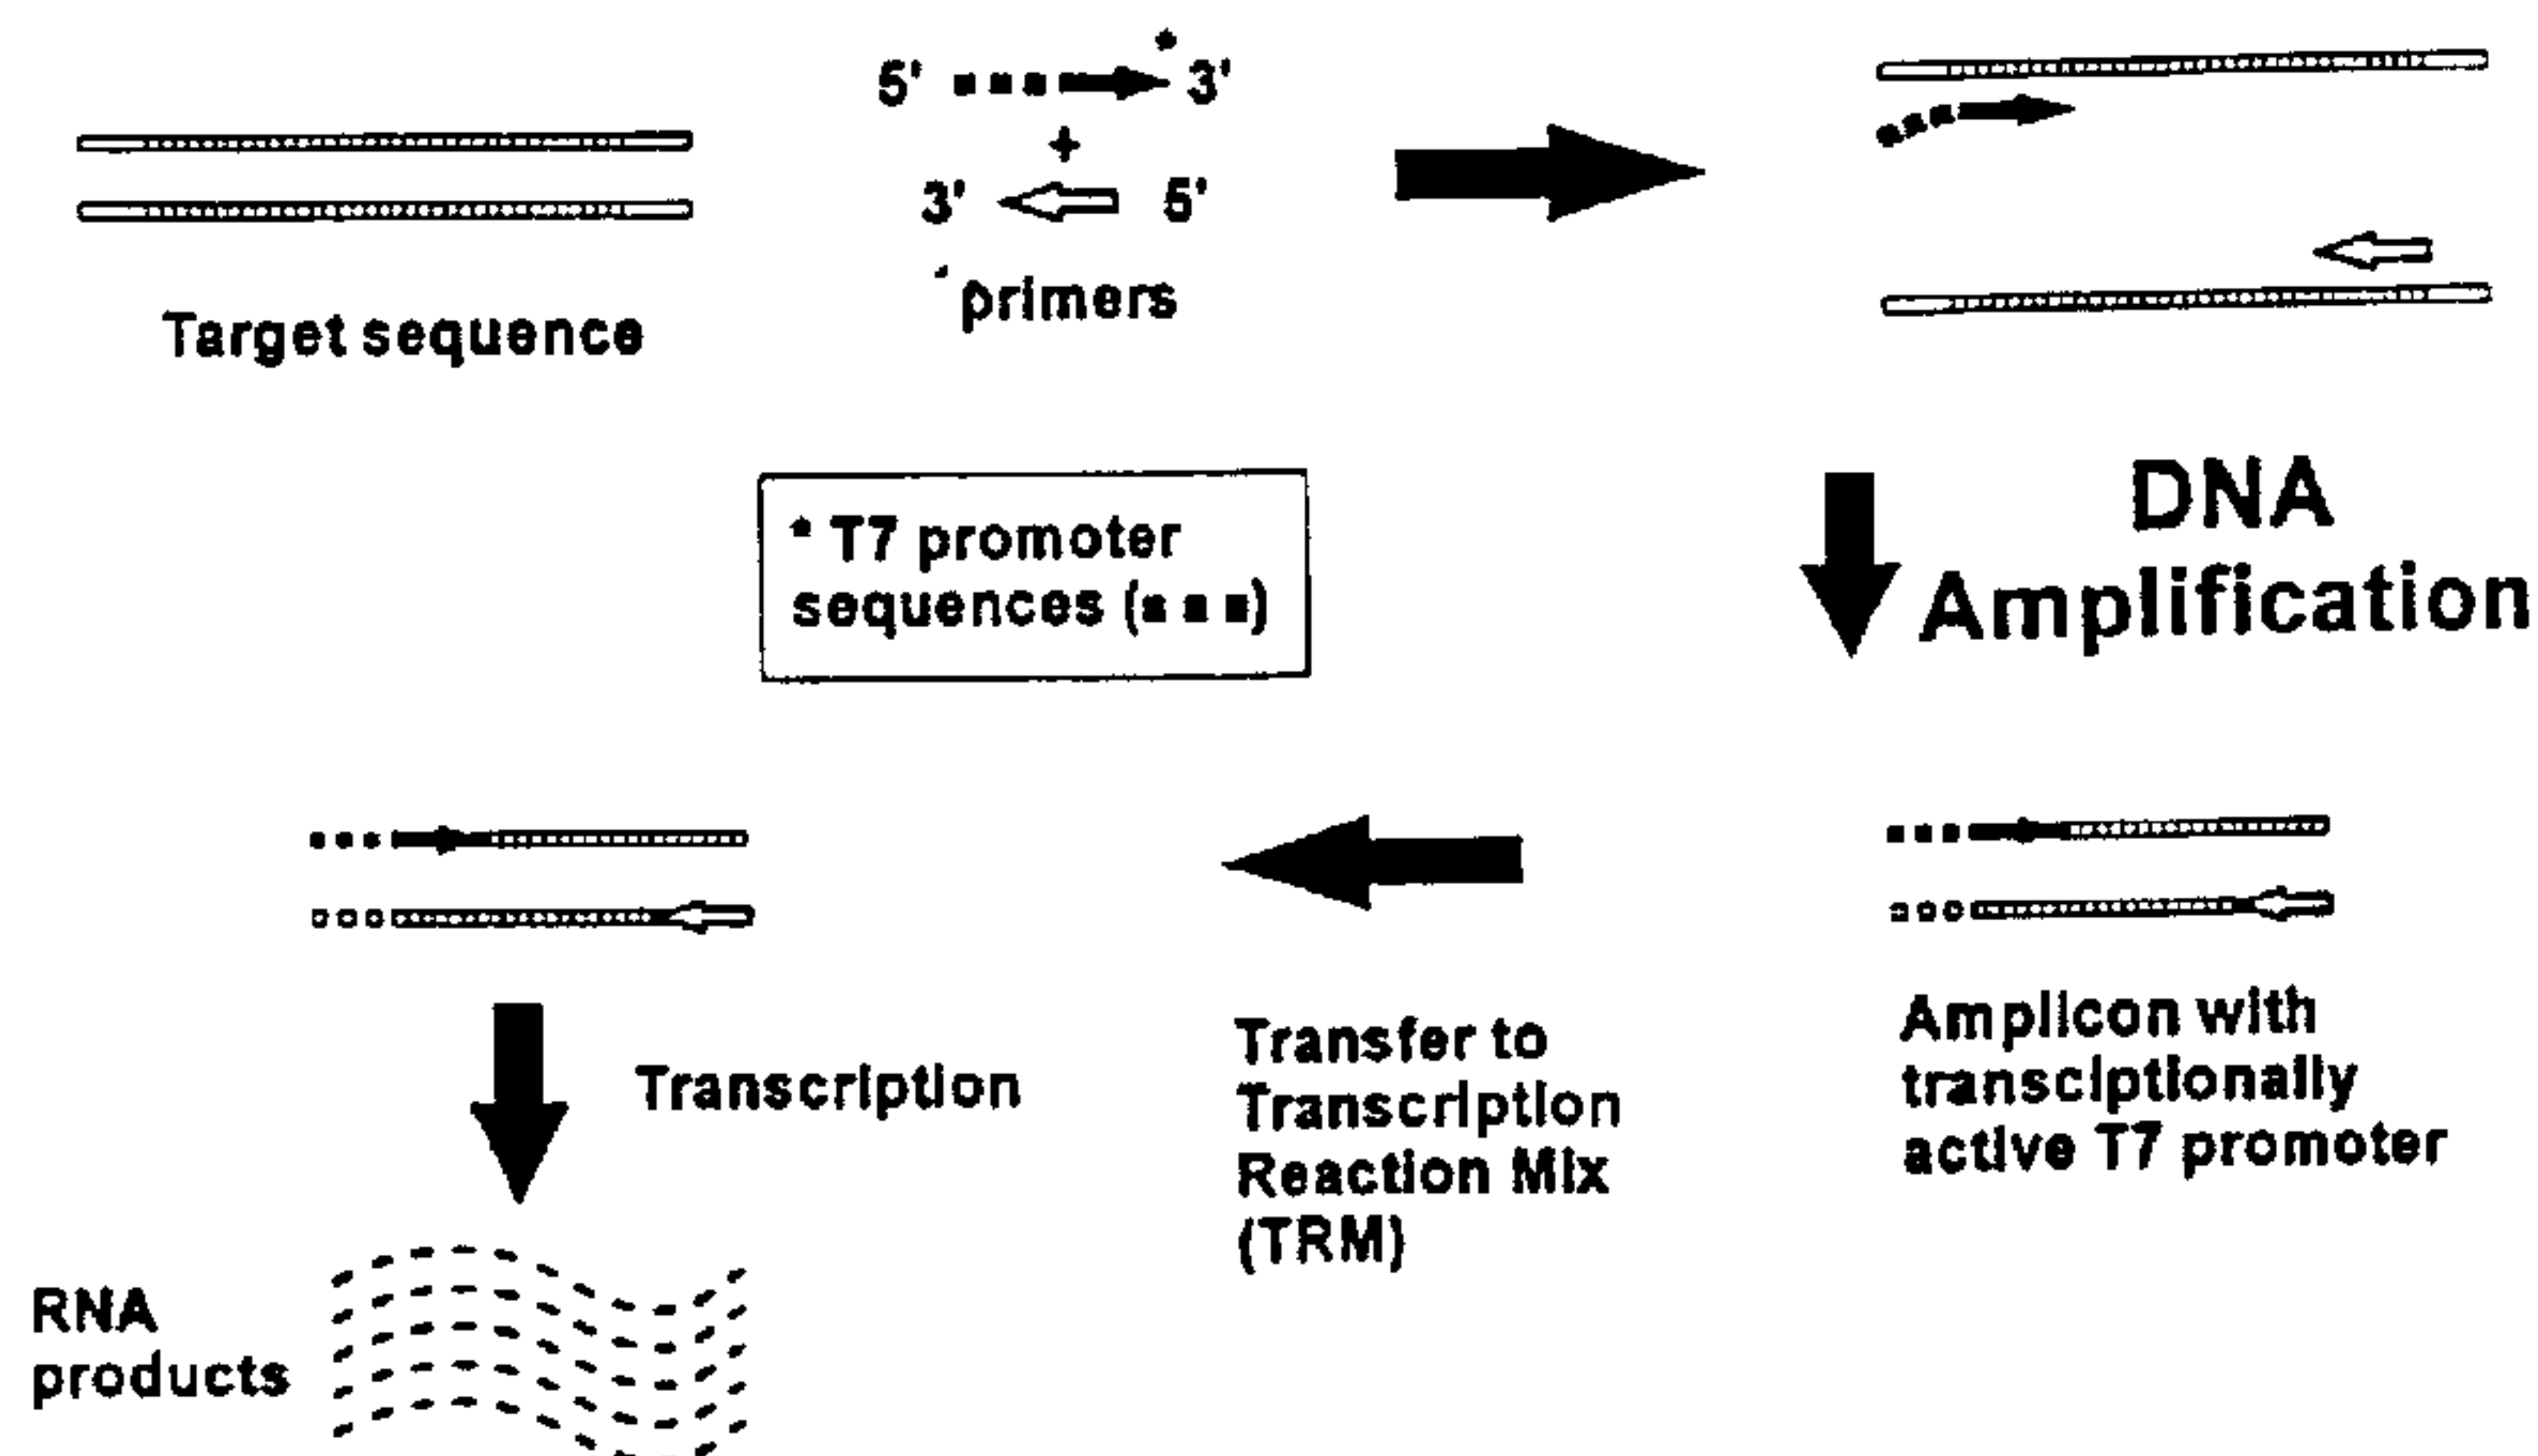 5' 3'
+
3' 5'
primers
Target sequence
* T7 promoter
sequences (■ ■ ■)
DNA
Amplification
Amplicon with
transciptionally
active T7 promoter
Transfer to
Transcription
Reaction Mix
(TRM)
Transcription
RNA
products